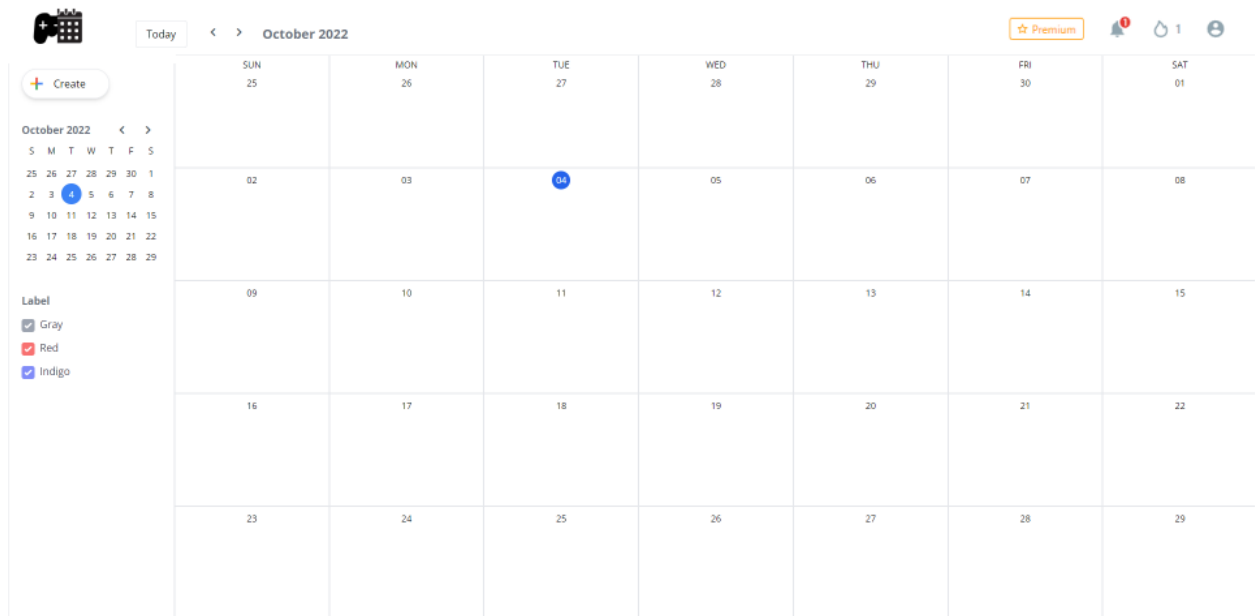 Today < > October 2022 Premium 1 1
Create
October 2022 < >
S M T W T F S
25 26 27 28 29 30 1
2 3 4 5 6 7 8
9 10 11 12 13 14 15
16 17 18 19 20 21 22
23 24 25 26 27 28 29
Label
Gray
Red
Indigo
SUN MON TUE WED THU FRI SAT
25 26 27 28 29 30 01
02 03 04 05 06 07 08
09 10 11 12 13 14 15
16 17 18 19 20 21 22
23 24 25 26 27 28 29